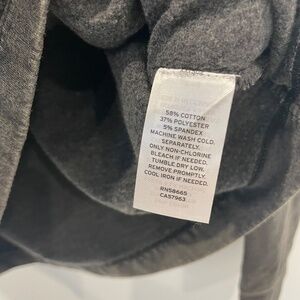 58% COTTON
37% POLYESTER
5% SPANDEX
MACHINE WASH COLD.
SEPARATELY.
ONLY NON-CHLORINE
BLEACH IF NEEDED.
TUMBLE DRY LOW.
REMOVE PROMPTLY.
COOL IRON IF NEEDED.
RN58665
CA57963